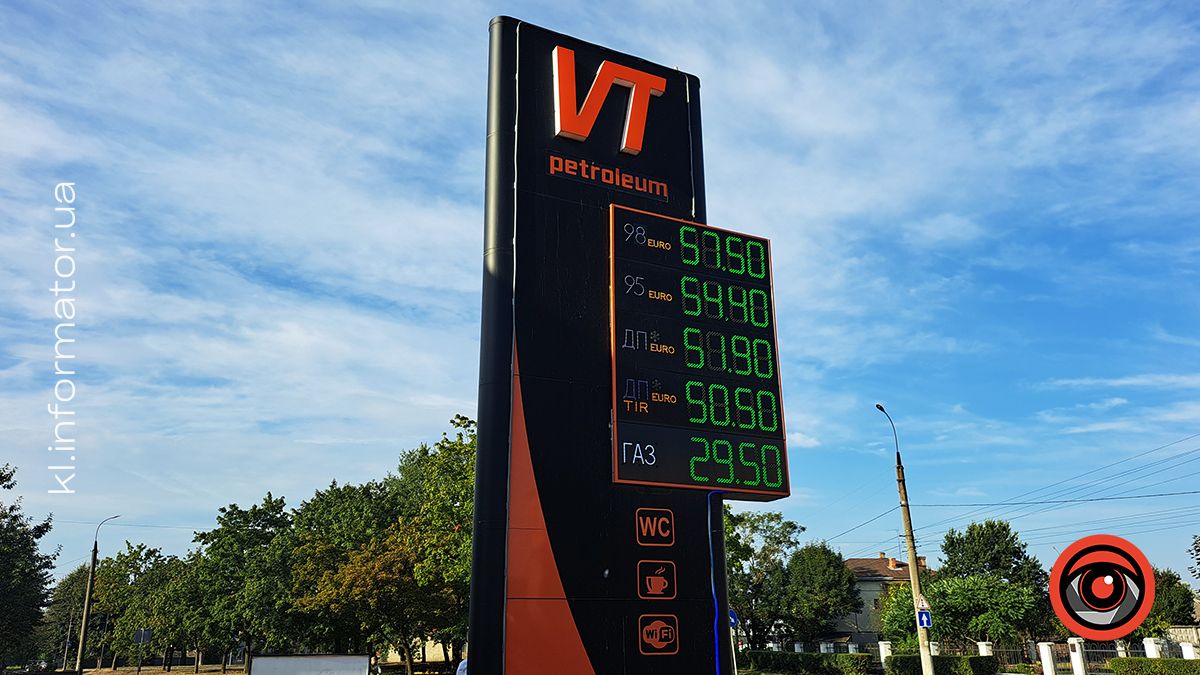 kl.informator.ua
VT
petroleum
98 EURO 57.50
95 EURO 54.40
ДП* EURO 51.90
ДП* EURO 50.50
TIR
ГАЗ 29.50
WC
WiFi